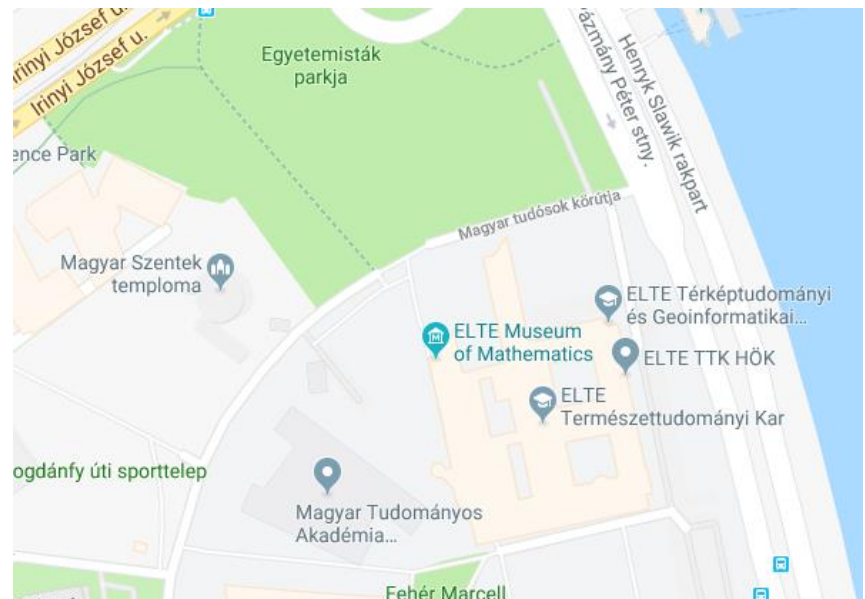 Irinyi József u.
Irinyi József u.
Egyetemisták
parkja
ázmány Péter stny.
Henryk Slawik rakpart
ence Park
Magyar tudósok körútja
Magyar Szentek
temploma
ELTE Térképtudományi
és Geoinformatikai...
ELTE Museum
of Mathematics
ELTE TTK HÖK
ELTE
Természettudományi Kar
ogdánfy úti sporttelep
Magyar Tudományos
Akadémia...
Fehér Marcell